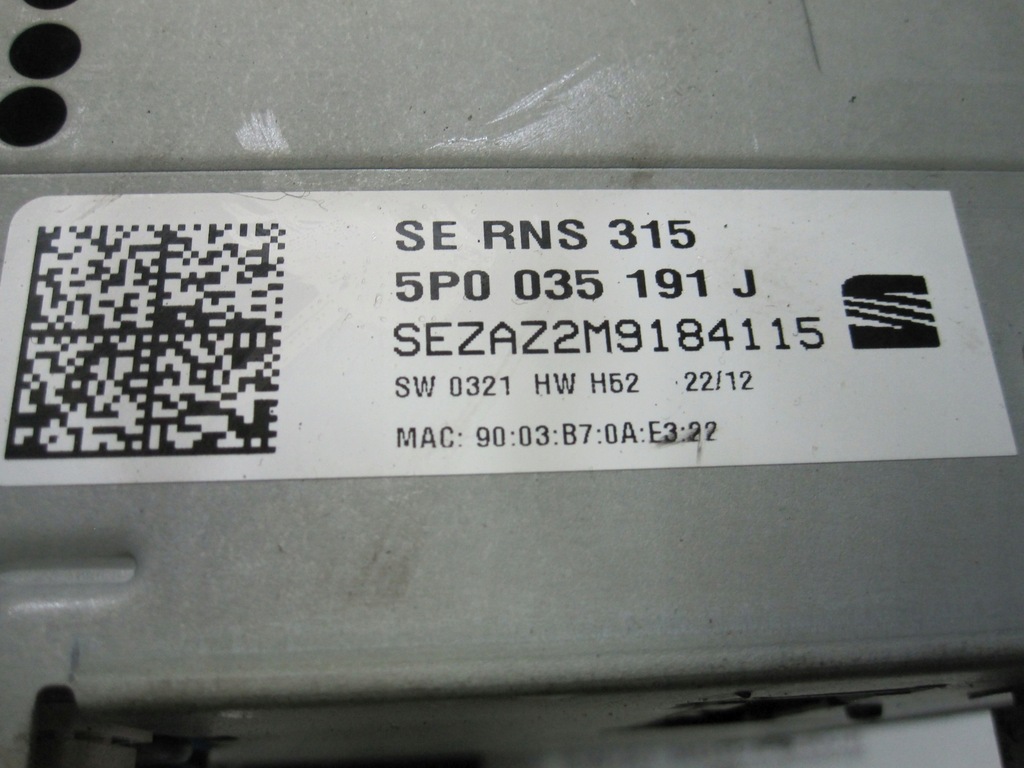 SE RNS 315
5P0 035 191 J
SEZAZ2M9184115
SW 0321 HW H52 22/12
MAC: 90:03:B7:0A:E3:22